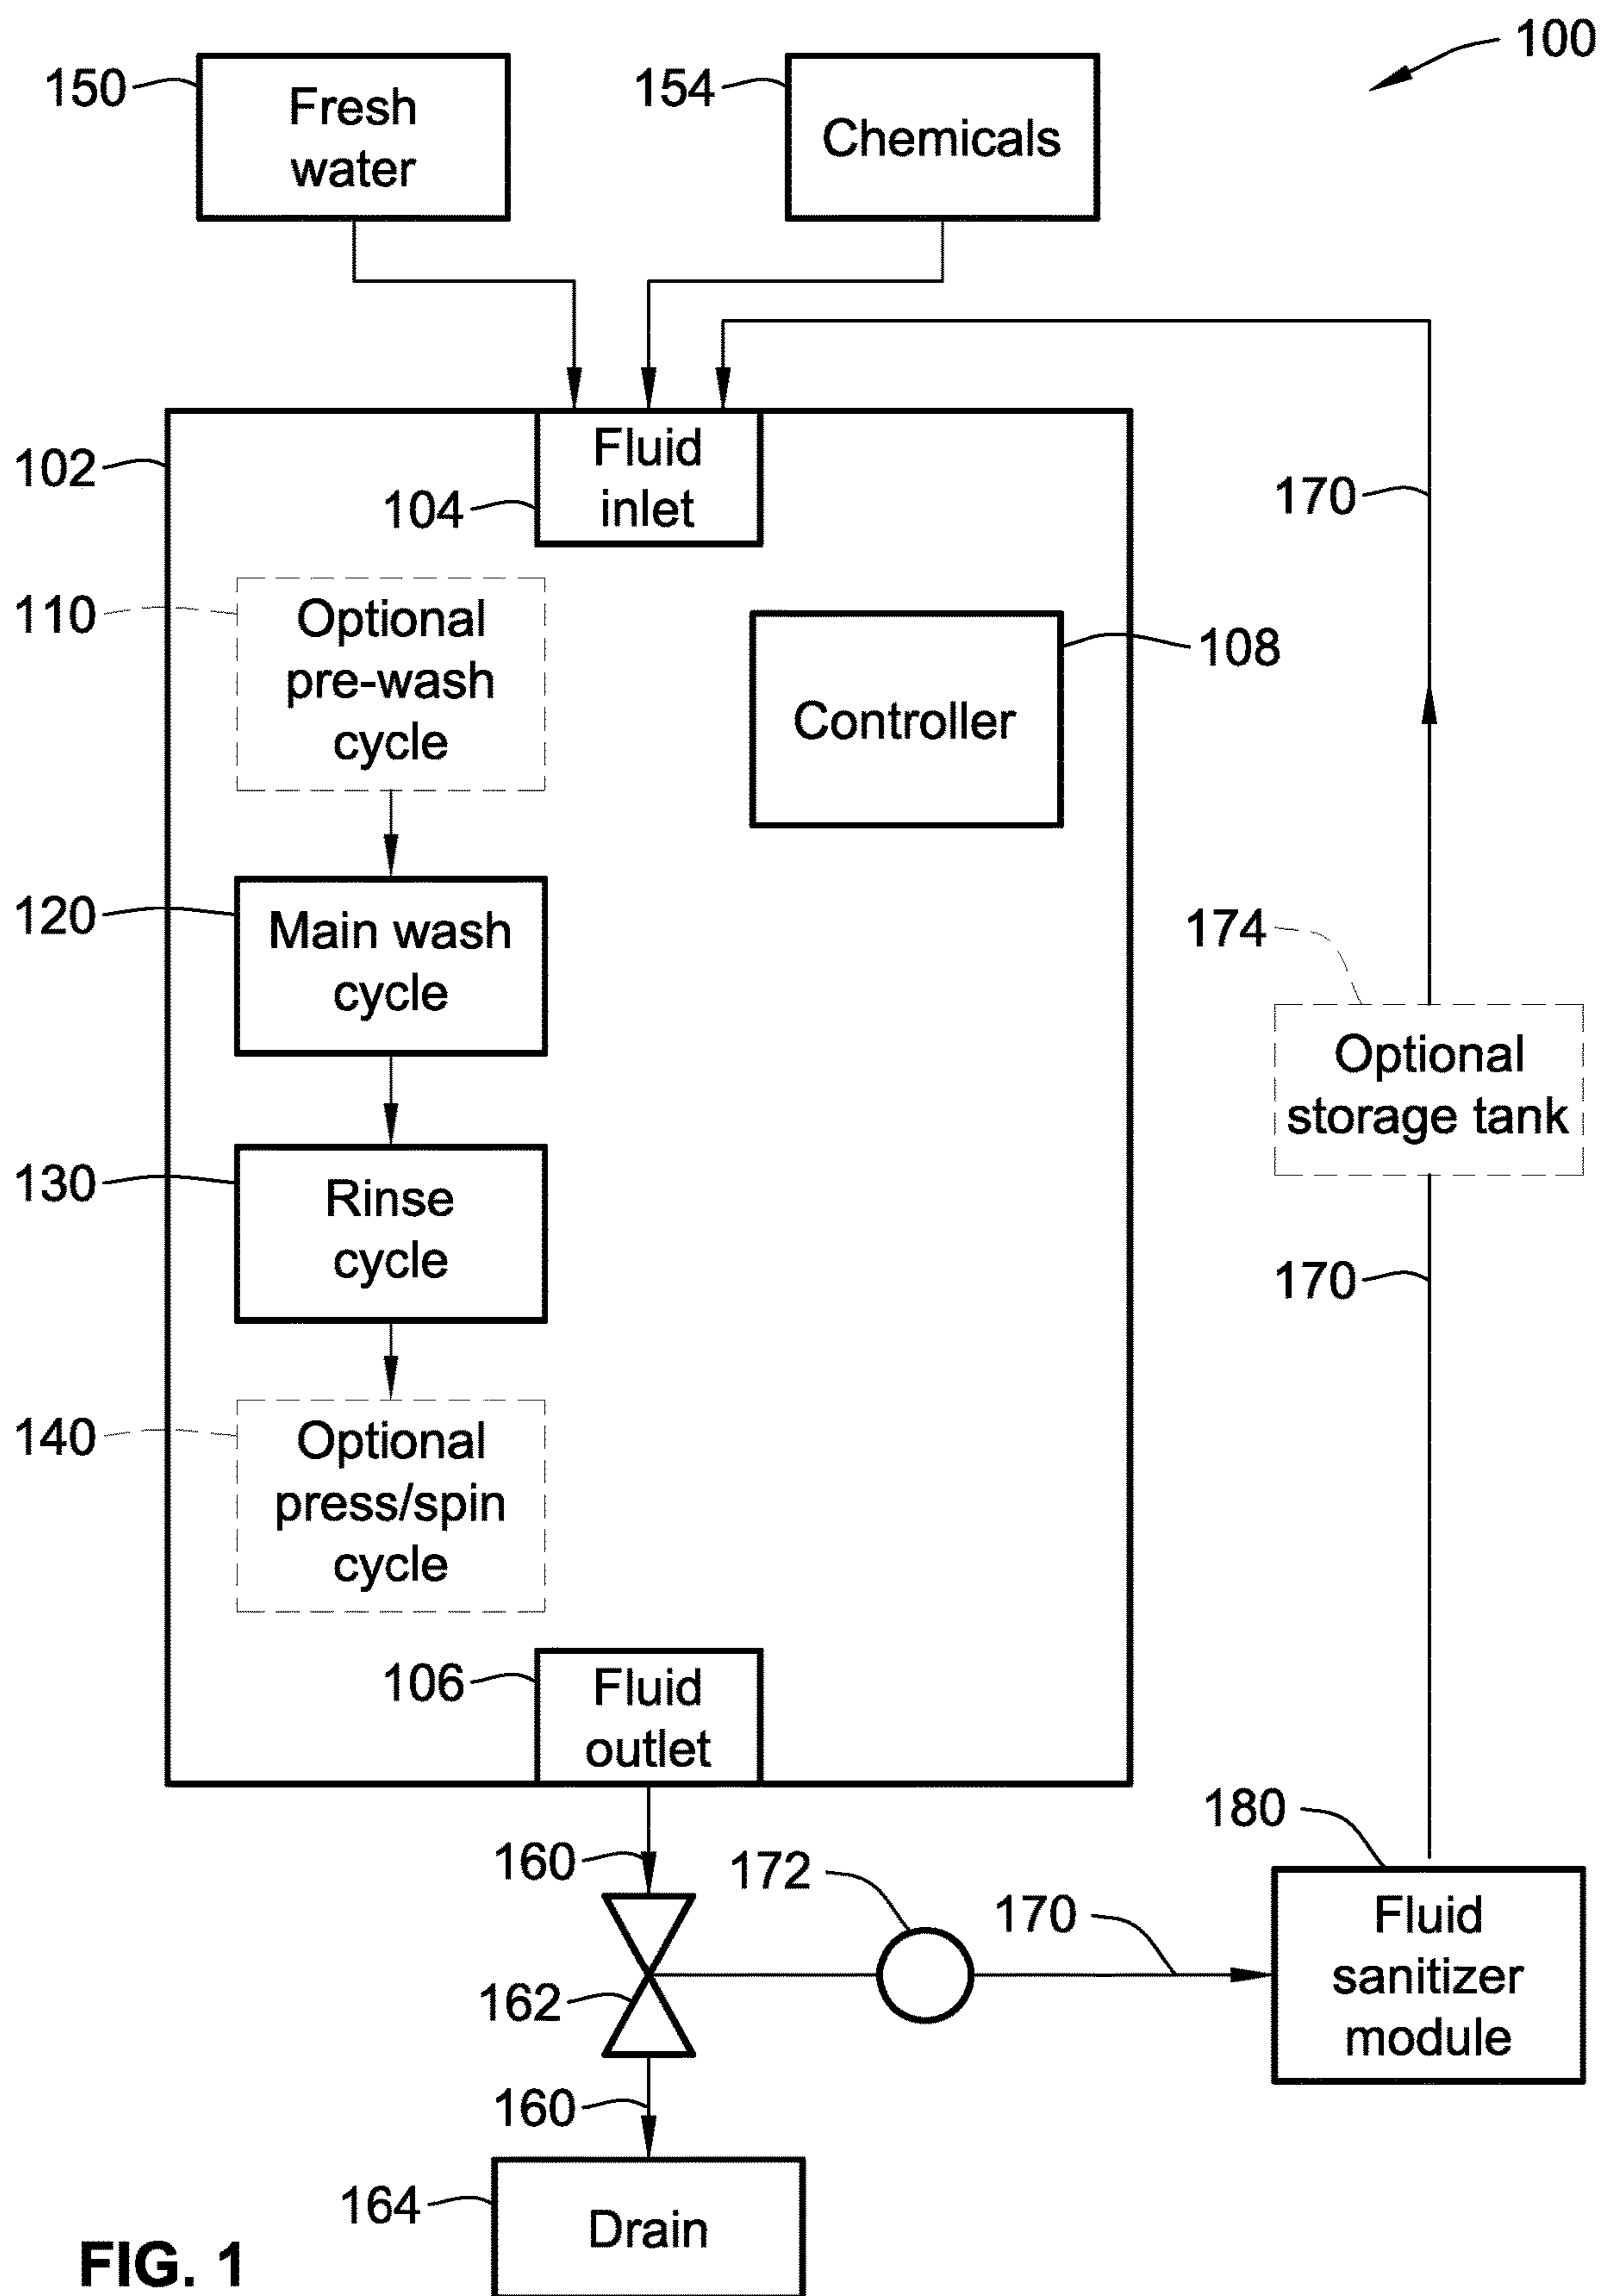 100
150
Fresh
water
154
Chemicals
102
104
Fluid
inlet
170
110
Optional
pre-wash
cycle
108
Controller
120
Main wash
cycle
174
Optional
storage tank
130
Rinse
cycle
170
140
Optional
press/spin
cycle
106
Fluid
outlet
180
160
172
170
Fluid
sanitizer
module
162
160
164
Drain
FIG. 1